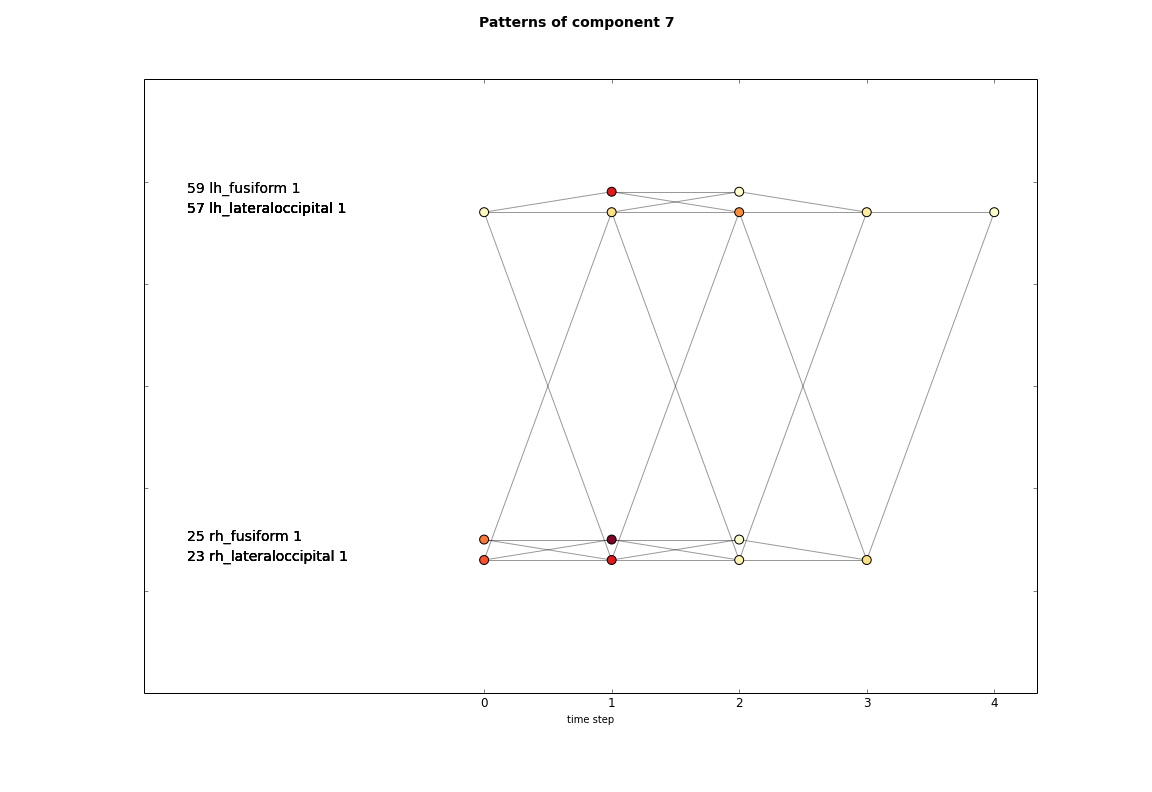 Patterns of component 7
59 lh_fusiform 1
57 lh_lateraloccipital 1
25 rh_fusiform 1
23 rh_lateraloccipital 1
0 1 2 3 4
time step